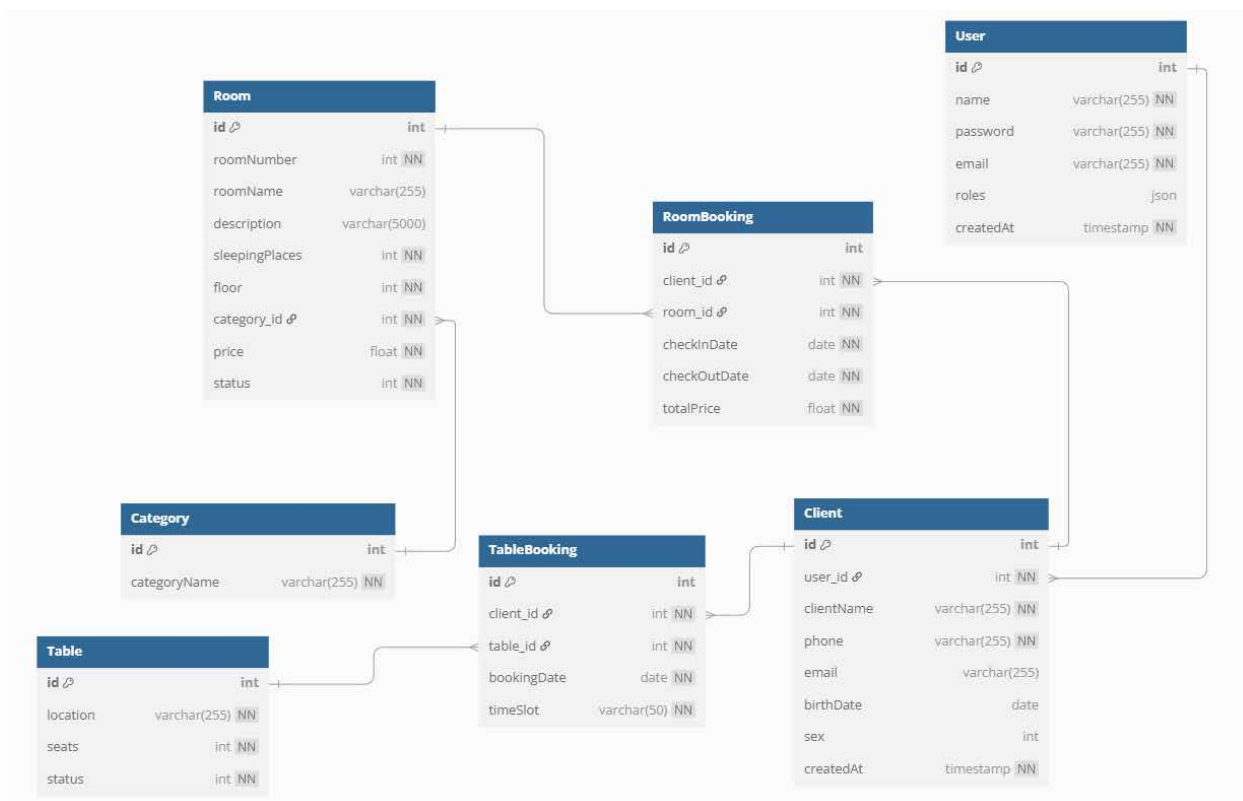 User
id int
name varchar(255) NN
password varchar(255) NN
email varchar(255) NN
roles json
createdAt timestamp NN
Room
id int
roomNumber int NN
roomName varchar(255)
description varchar(5000)
sleepingPlaces int NN
floor int NN
category_id int NN
price float NN
status int NN
RoomBooking
id int
client_id int NN
room_id int NN
checkInDate date NN
checkOutDate date NN
totalPrice float NN
Category
id int
categoryName varchar(255) NN
TableBooking
id int
client_id int NN
table_id int NN
bookingDate date NN
timeSlot varchar(50) NN
Client
id int
user_id int NN
clientName varchar(255) NN
phone varchar(255) NN
email varchar(255)
birthDate date
sex int
createdAt timestamp NN
Table
id int
location varchar(255) NN
seats int NN
status int NN